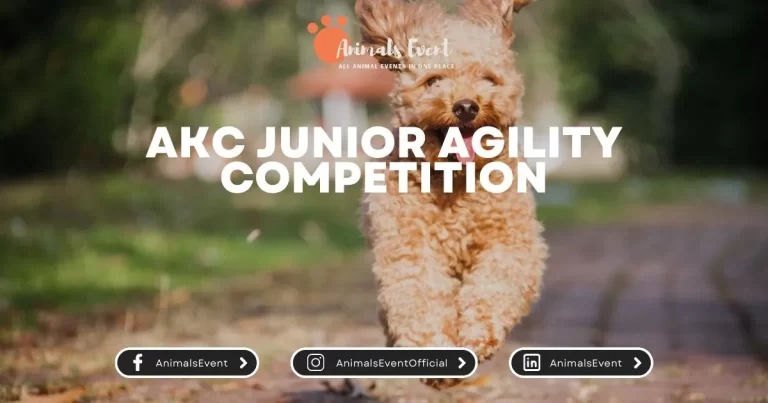 Animals Event
ALL ANIMAL EVENTS IN ONE PLACE
AKC JUNIOR AGILITY
COMPETITION
AnimalsEvent
AnimalsEventOfficial
AnimalsEvent